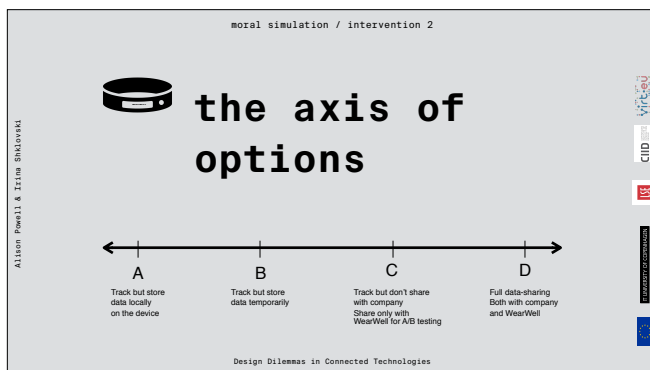 moral simulation / intervention 2
the axis of
options
Alison Powell & Irina Shklovski
A
B
C
D
Track but store
data locally
on the device
Track but store
data temporarily
Track but don't share
with company
Share only with
WearWell for A/B testing
Full data-sharing
Both with company
and WearWell
Design Dilemmas in Connected Technologies
virt:eu
CIID
LSE
IT UNIVERSITY OF COPENHAGEN